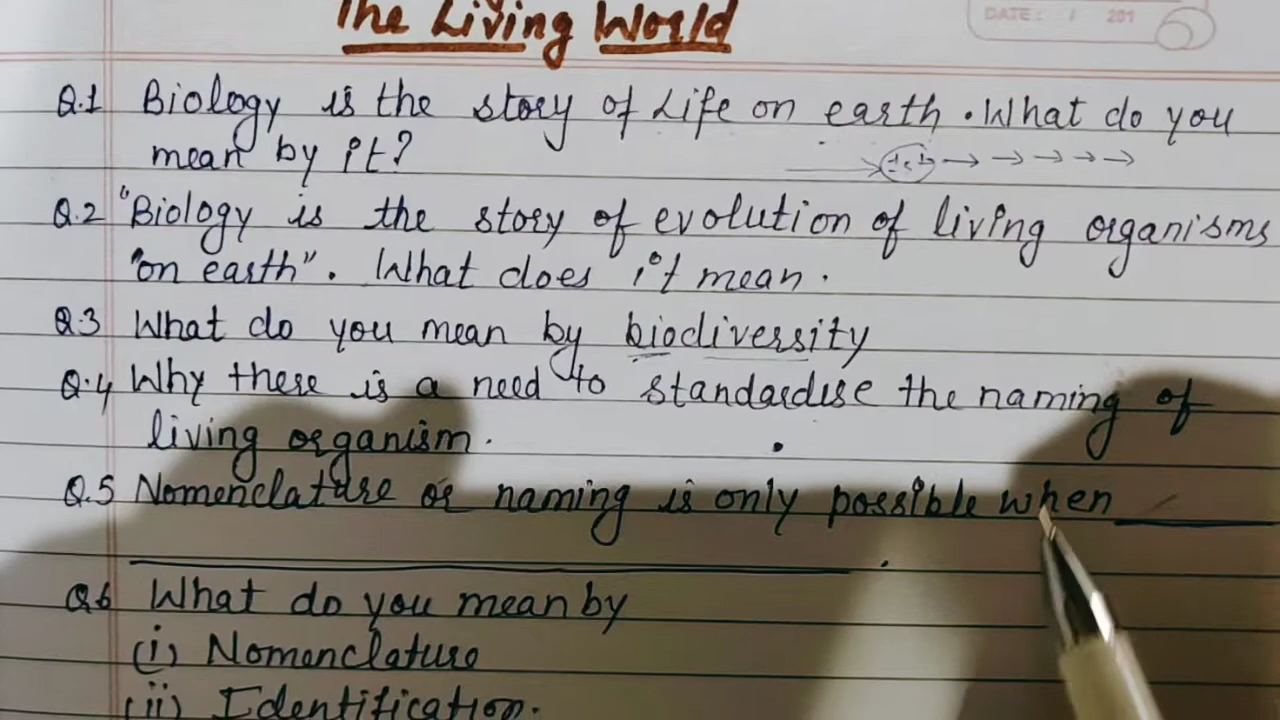 The Living World
DATE: / 201
Q.1 Biology is the story of Life on earth. What do you
mean by it?
Q.2 "Biology is the story of evolution of living organisms
"on earth". What does it mean.
Q.3 What do you mean by biodiversity
Q.4 Why there is a need to standardise the naming of
living organism.
Q.5 Nomenclature or naming is only possible when
Q6 What do you mean by
(i) Nomenclature
(ii) Identification.